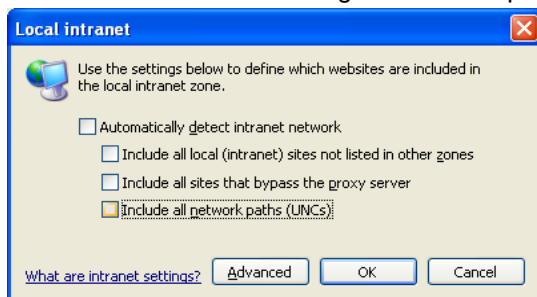 Local intranet
Use the settings below to define which websites are included in
the local intranet zone.
Automatically detect intranet network
Include all local (intranet) sites not listed in other zones
Include all sites that bypass the proxy server
Include all network paths (UNCs)
What are intranet settings? Advanced OK Cancel